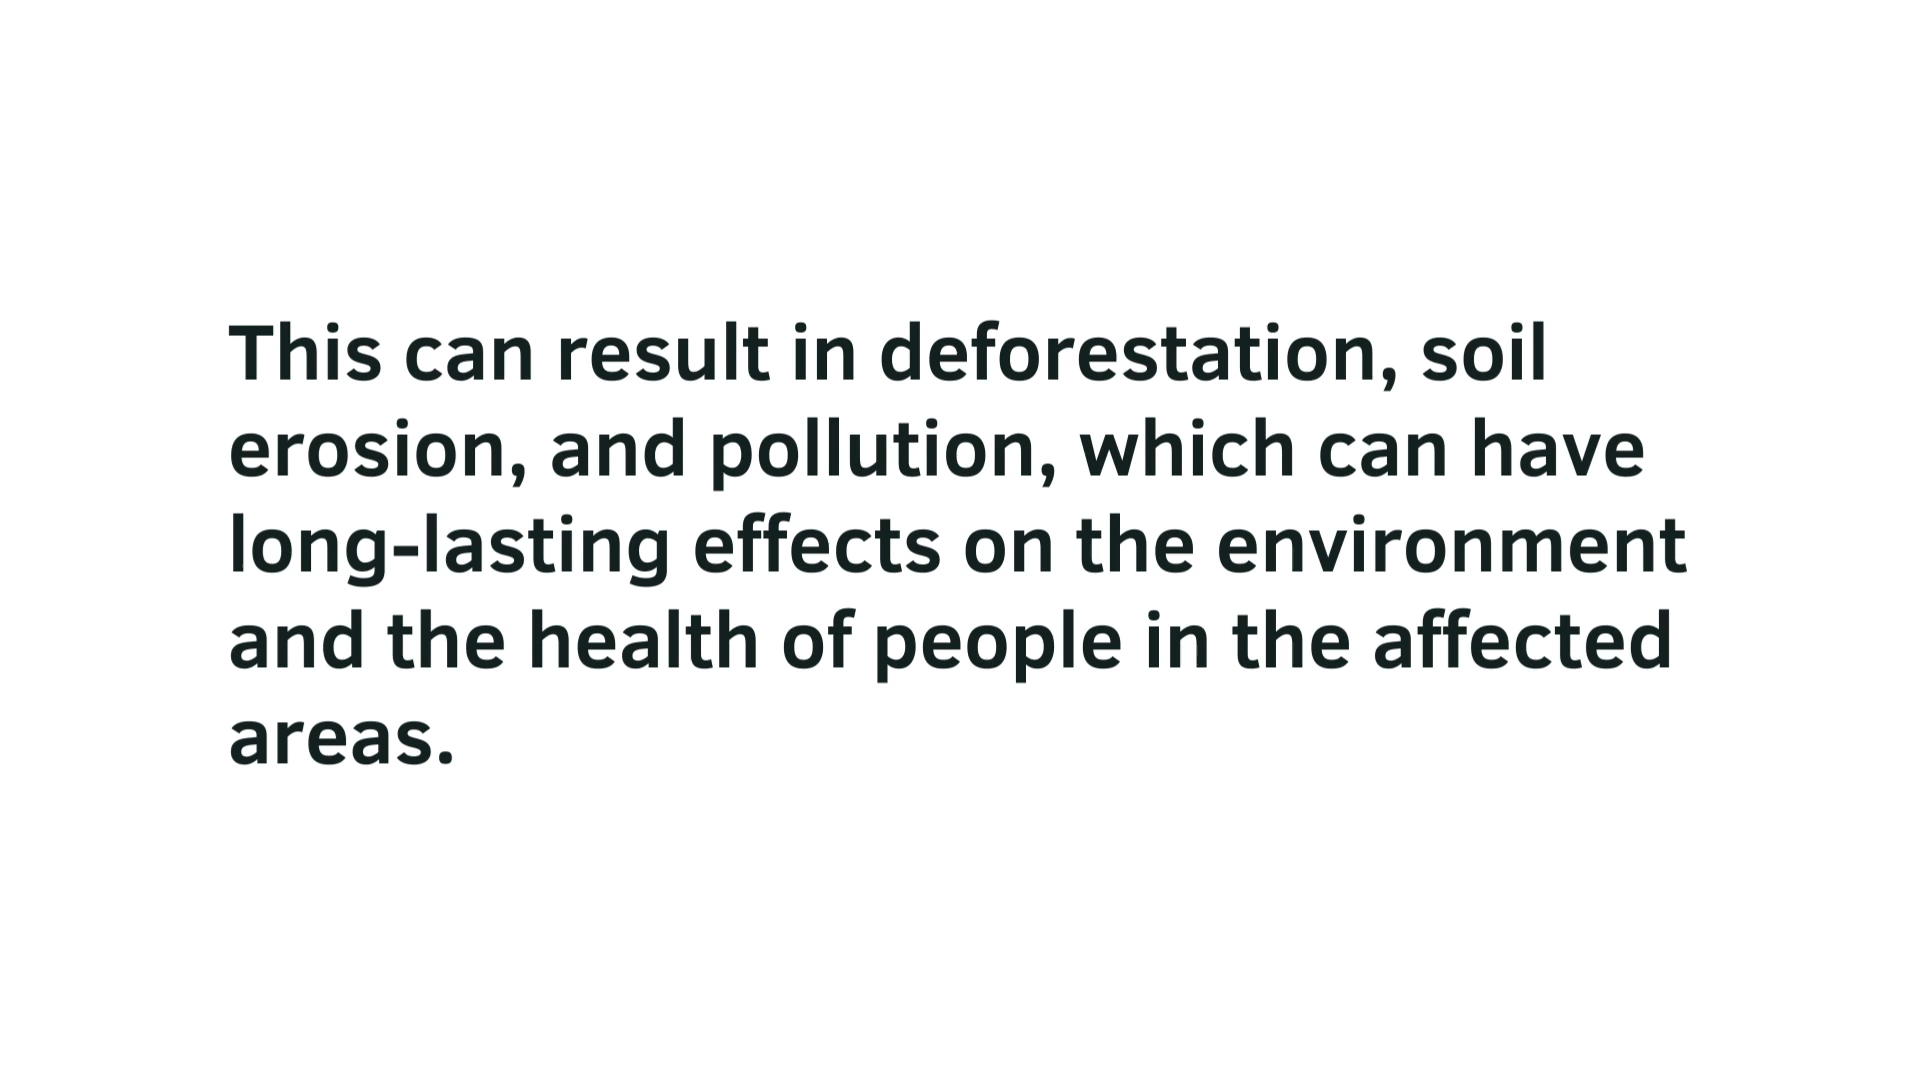 This can result in deforestation, soil
erosion, and pollution, which can have
long-lasting effects on the environment
and the health of people in the affected
areas.